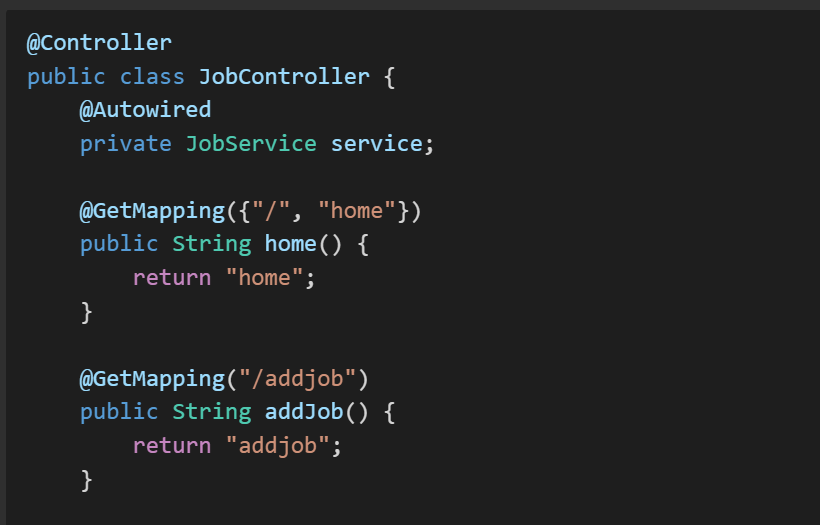 @Controller
public class JobController {
    @Autowired
    private JobService service;

    @GetMapping({"/", "home"})
    public String home() {
        return "home";
    }

    @GetMapping("/addjob")
    public String addJob() {
        return "addjob";
    }